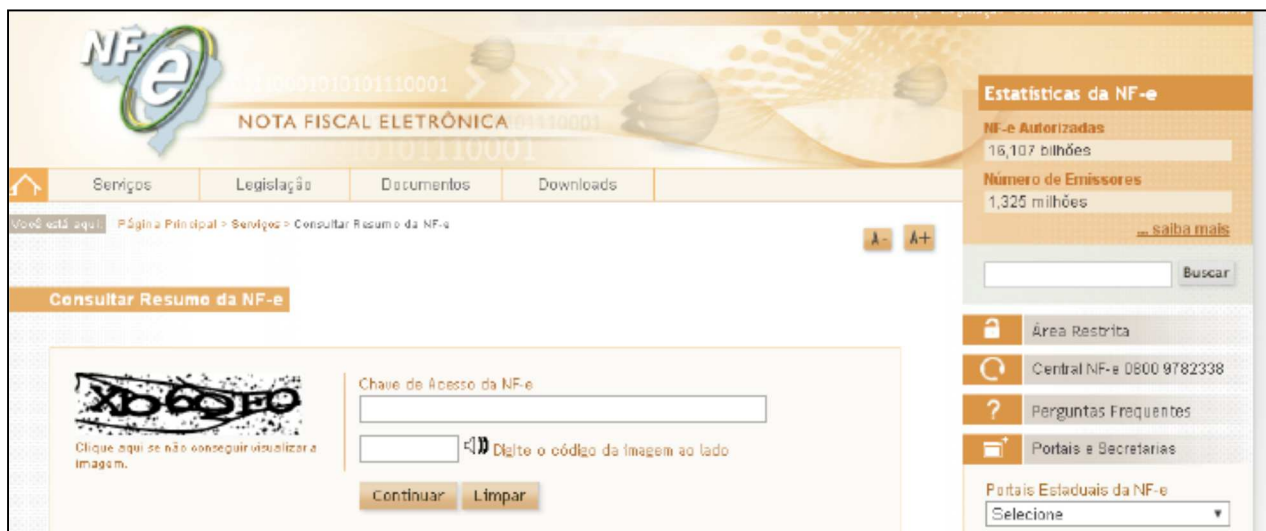 NF-e
NOTA FISCAL ELETRÔNICA
Serviços
Legislação
Documentos
Downloads
Você está aqui:
Página Principal > Serviços > Consultar Resumo da NF-e
A-
A+
Consultar Resumo da NF-e
Clique aqui se não conseguir visualizar a
imagem.
Chave de Acesso da NF-e
Digite o código da imagem ao lado
Continuar
Limpar
Estatísticas da NF-e
NF-e Autorizadas
16,107 bilhões
Número de Emissores
1,325 milhões
... saiba mais
Buscar
Área Restrita
Central NF-e 0800 9782338
Perguntas Frequentes
Portais e Secretarias
Portais Estaduais da NF-e
Selecione